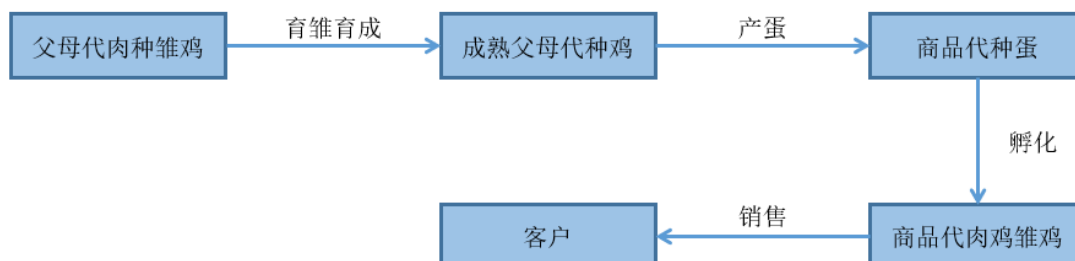 父母代肉种雏鸡
育雏育成
成熟父母代种鸡
产蛋
商品代种蛋
孵化
商品代肉鸡雏鸡
销售
客户